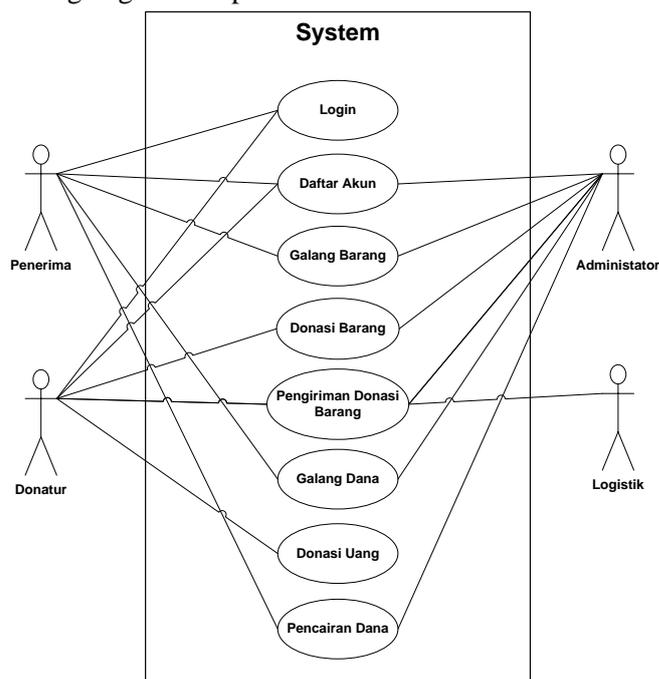 System
Login
Daftar Akun
Penerima
Galang Barang
Administator
Donasi Barang
Pengiriman Donasi
Barang
Donatur
Galang Dana
Logistik
Donasi Uang
Pencairan Dana